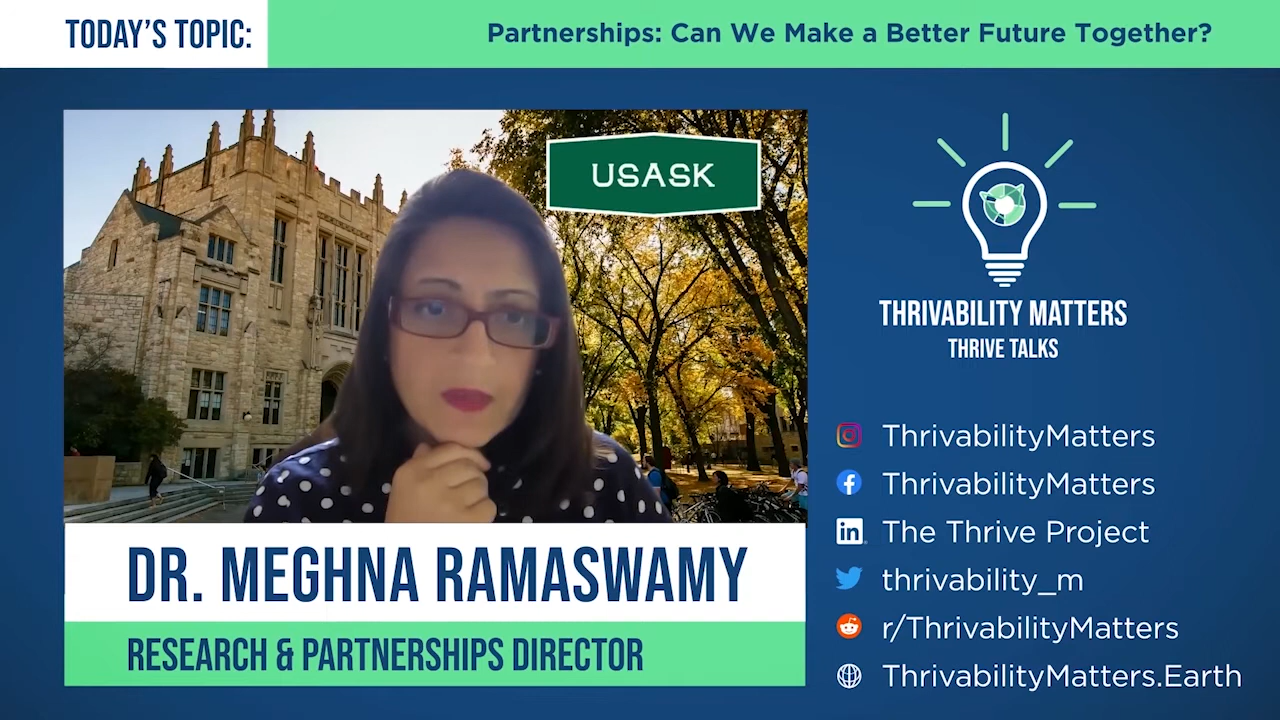 TODAY'S TOPIC:
Partnerships: Can We Make a Better Future Together?
USASK
DR. MEGHNA RAMASWAMY
RESEARCH & PARTNERSHIPS DIRECTOR
THRIVABILITY MATTERS
THRIVE TALKS
ThrivabilityMatters
ThrivabilityMatters
in
The Thrive Project
thrivability_m
r/ThrivabilityMatters
ThrivabilityMatters.Earth